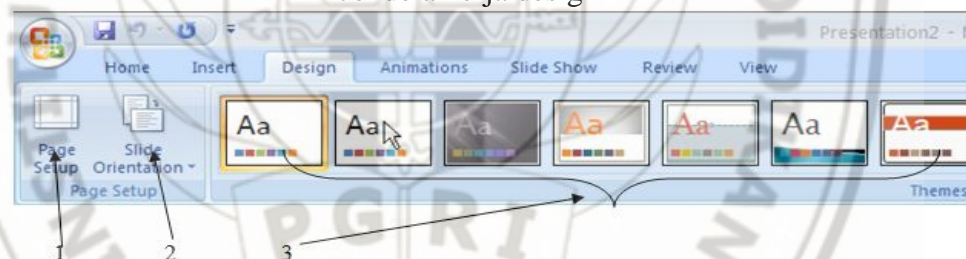 Presentation2 -
Home Insert Design Animations Slide Show Review View
Aa Aa Aa Aa Aa Aa Aa
Page Setup
Slide Orientation
Page Setup
Themes
PGRI
1 2 3